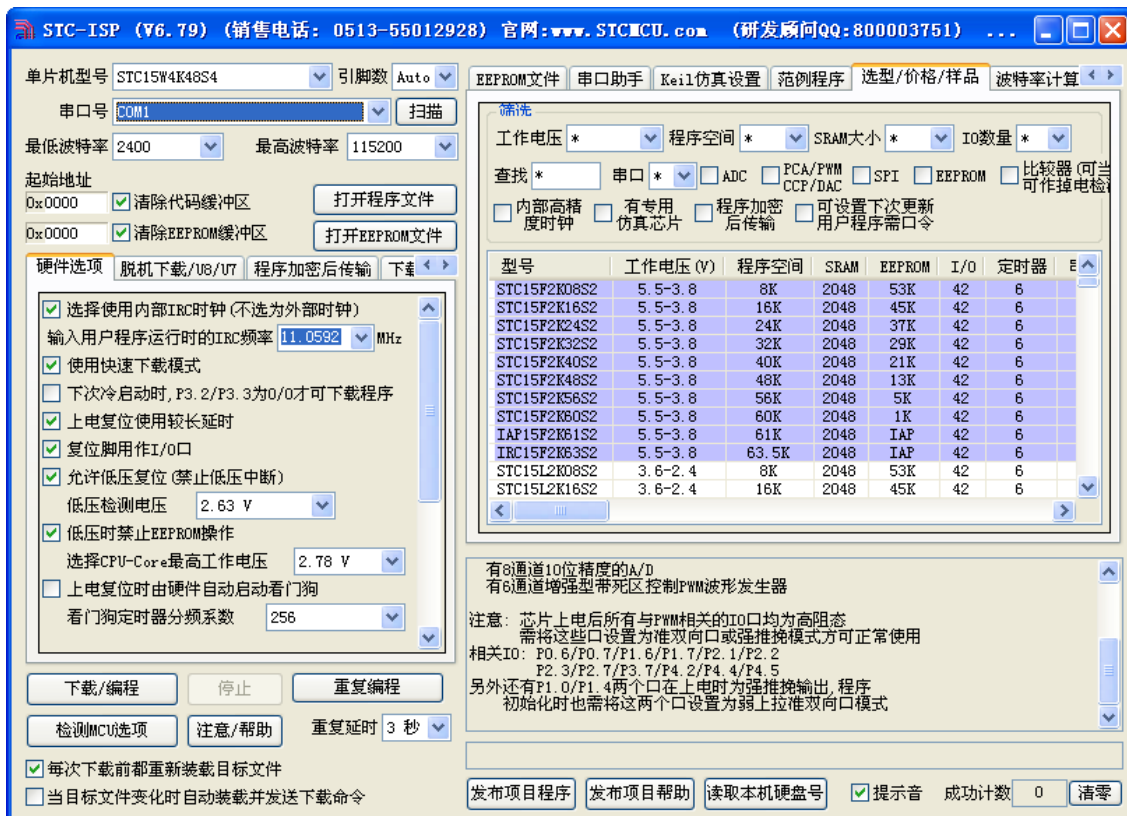 STC-ISP (V6.79) (销售电话: 0513-55012928) 官网:www.STCMCU.com (研发顾问QQ:800003751) ...
单片机型号 STC15W4K48S4 引脚数 Auto
串口号 COM1 扫描
最低波特率 2400 最高波特率 115200
起始地址
0x0000 清除代码缓冲区 打开程序文件
0x0000 清除EEPROM缓冲区 打开EEPROM文件
硬件选项 脱机下载/U8/U7 程序加密后传输 下载
选择使用内部IRC时钟(不选为外部时钟)
输入用户程序运行时的IRC频率 11.0592 MHz
使用快速下载模式
下次冷启动时,P3.2/P3.3为0/0才可下载程序
上电复位使用较长延时
复位脚用作I/O口
允许低压复位(禁止低压中断)
低压检测电压 2.63 V
低压时禁止EEPROM操作
选择CPU-Core最高工作电压 2.78 V
上电复位时由硬件自动启动看门狗
看门狗定时器分频系数 256
下载/编程 停止 重复编程
检测MCU选项 注意/帮助 重复延时 3 秒
每次下载前都重新装载目标文件
当目标文件变化时自动装载并发送下载命令
EEPROM文件 串口助手 Keil仿真设置 范例程序 选型/价格/样品 波特率计算
筛选
工作电压 * 程序空间 * SRAM大小 * IO数量 *
查找 * 串口 * ADC PCA/PWM SPI EEPROM 比较器(可当
CCP/DAC 可作掉电检
内部高精 有专用 程序加密 可设置下次更新
度时钟 仿真芯片 后传输 用户程序需口令
型号 工作电压(V) 程序空间 SRAM EEPROM I/O 定时器
STC15F2K08S2 5.5-3.8 8K 2048 53K 42 6
STC15F2K16S2 5.5-3.8 16K 2048 45K 42 6
STC15F2K24S2 5.5-3.8 24K 2048 37K 42 6
STC15F2K32S2 5.5-3.8 32K 2048 29K 42 6
STC15F2K40S2 5.5-3.8 40K 2048 21K 42 6
STC15F2K48S2 5.5-3.8 48K 2048 13K 42 6
STC15F2K56S2 5.5-3.8 56K 2048 5K 42 6
STC15F2K60S2 5.5-3.8 60K 2048 1K 42 6
IAP15F2K61S2 5.5-3.8 61K 2048 IAP 42 6
IRC15F2K63S2 5.5-3.8 63.5K 2048 IAP 42 6
STC15L2K08S2 3.6-2.4 8K 2048 53K 42 6
STC15L2K16S2 3.6-2.4 16K 2048 45K 42 6
有8通道10位精度的A/D
有6通道增强型带死区控制PWM波形发生器
注意: 芯片上电后所有与PWM相关的IO口均为高阻态
需将这些口设置为准双向口或强推挽模式方可正常使用
相关IO: P0.6/P0.7/P1.6/P1.7/P2.1/P2.2
P2.3/P2.7/P3.7/P4.2/P4.4/P4.5
另外还有P1.0/P1.4两个口在上电时为强推挽输出,程序
初始化时也需将这两个口设置为弱上拉准双向口模式
发布项目程序 发布项目帮助 读取本机硬盘号 提示音 成功计数 0 清零